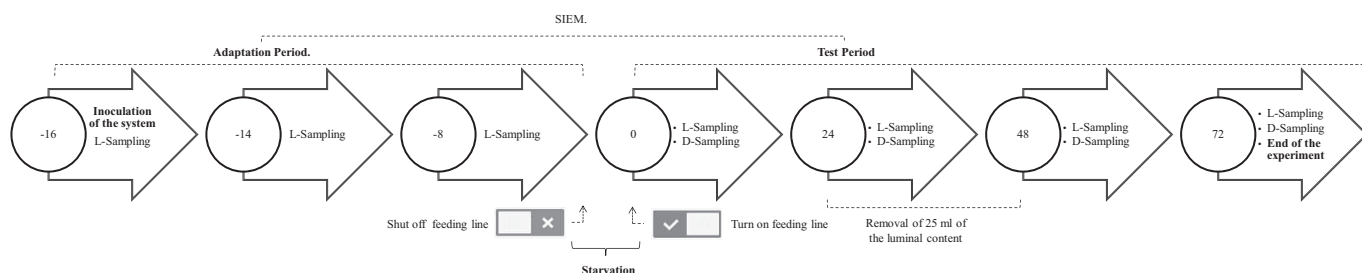 SIEM.
Adaptation Period.
Test Period
-16
Inoculation
of the system
L-Sampling
-14
L-Sampling
-8
L-Sampling
0
• L-Sampling
• D-Sampling
24
• L-Sampling
• D-Sampling
48
• L-Sampling
• D-Sampling
72
• L-Sampling
• D-Sampling
• End of the
experiment
Shut off feeding line
Turn on feeding line
Removal of 25 ml of
the luminal content
Starvation